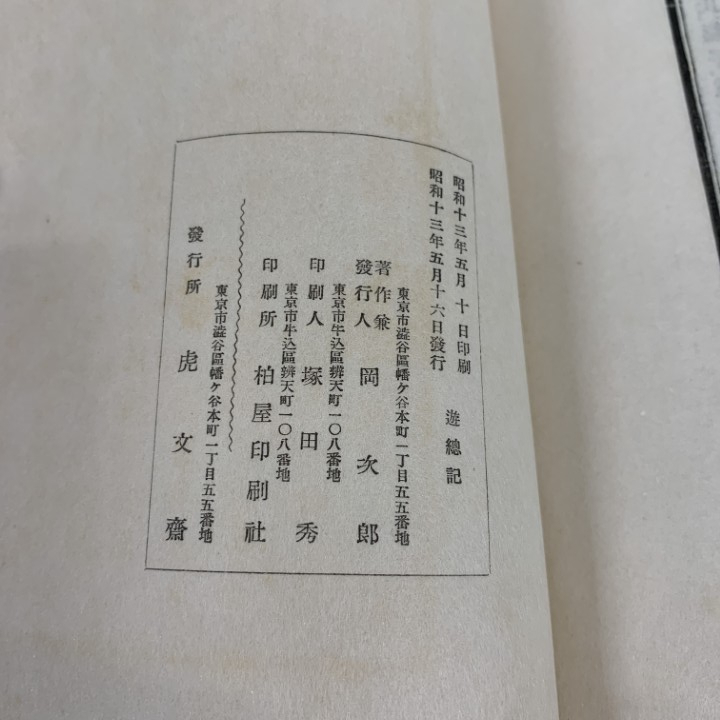 昭和十三年五月　十　日印刷　遊總記
昭和十三年五月十六日發行
東京市澁谷區幡ケ谷本町一丁目五五番地
著作兼
發行人　岡次郎
東京市牛込區辨天町一〇八番地
印刷人　塚田秀
東京市牛込區辨天町一〇八番地
印刷所　柏屋印刷社
東京市澁谷區幡ケ谷本町一丁目五五番地
發行所　虎文齋